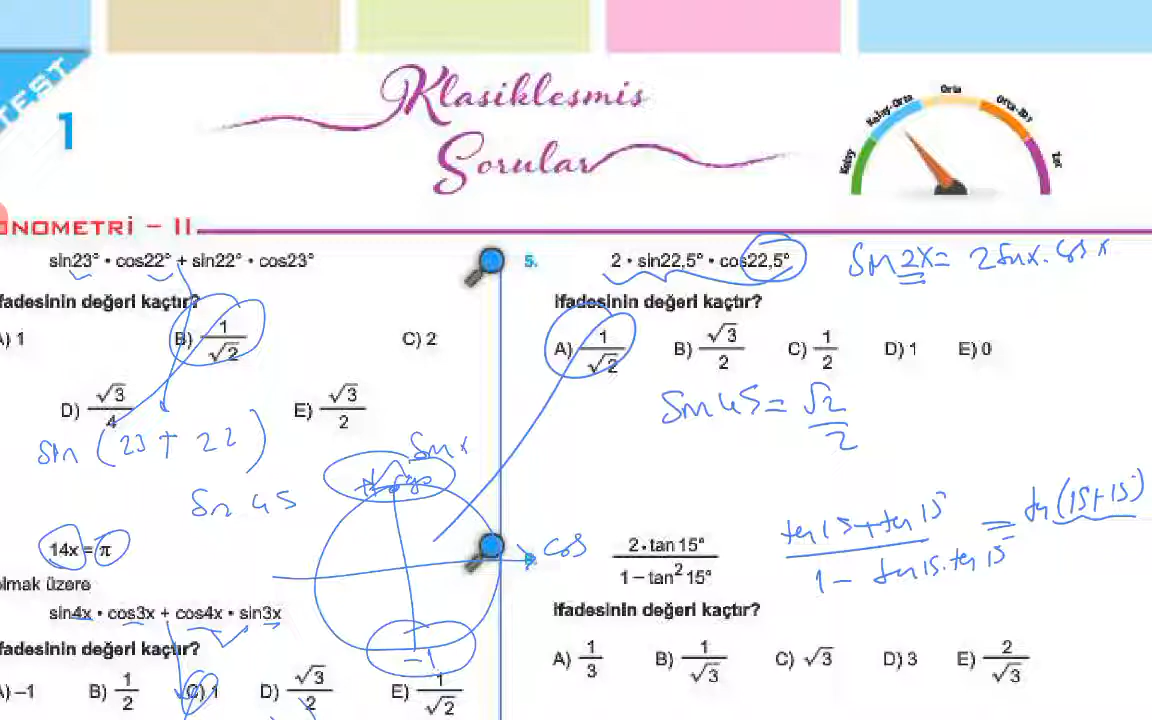 TEST
1
Klasikleşmiş
Sorular
Kolay
Kolay-Orta
Orta
Orta-Zor
Zor
ONOMETRİ - II
sin23° • cos22° + sin22° • cos23°
ifadesinin değeri kaçtır?
A) 1 B) 1/√2 C) 2
D) √3/4 E) √3/2
sin (23 + 22)
Sin 45
14x = π
olmak üzere
sin4x • cos3x + cos4x • sin3x
ifadesinin değeri kaçtır?
A) –1 B) 1/2 C) 1 D) √3/2 E) 1/√2
Sinx
cos
-1
5. 2 • sin22,5° • cos22,5°
Sin2x = 2Sinx.cosx
ifadesinin değeri kaçtır?
A) 1/√2 B) √3/2 C) 1/2 D) 1 E) 0
Sin45 = √2/2
2•tan15°/1–tan²15°
tan15+tan15/1-tan15.tan15 = tan(15+15)
ifadesinin değeri kaçtır?
A) 1/3 B) 1/√3 C) √3 D) 3 E) 2/√3